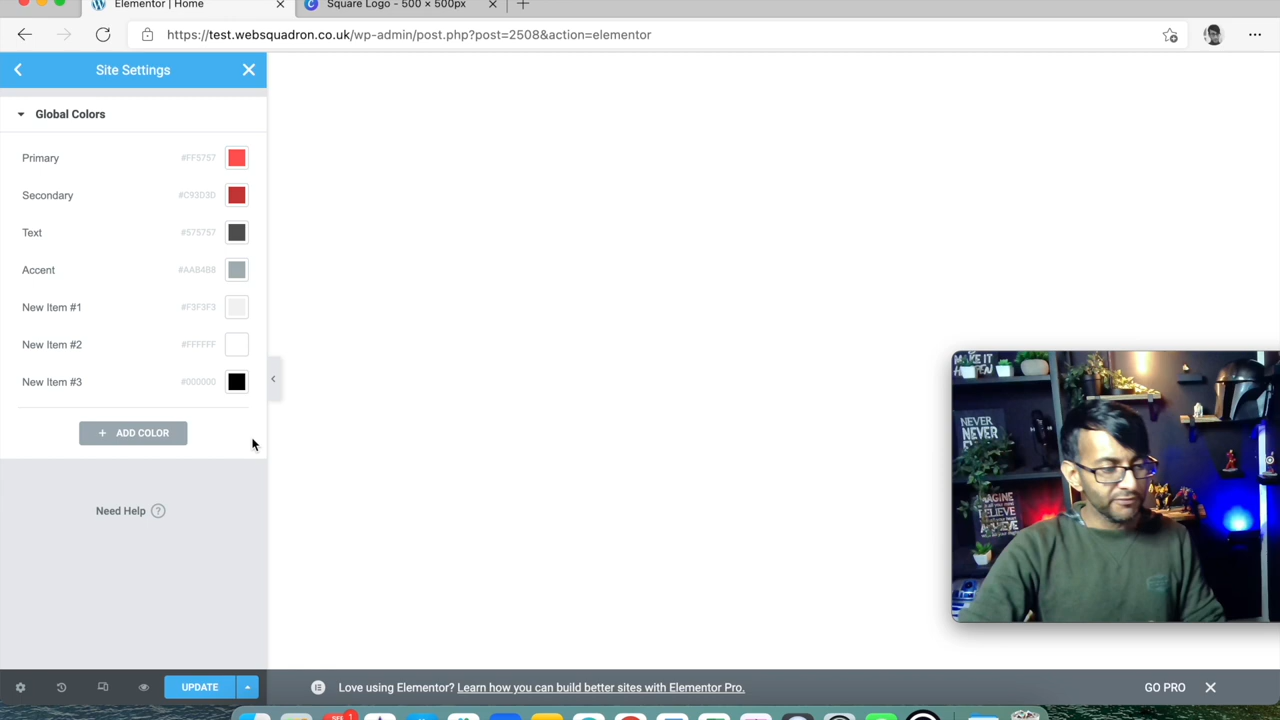 Elementor | Home
Square Logo - 500 × 500px
https://test.websquadron.co.uk/wp-admin/post.php?post=2508&action=elementor
Site Settings
Global Colors
Primary #FF5757
Secondary #C93D3D
Text #575757
Accent #AAB4B8
New Item #1 #F3F3F3
New Item #2 #FFFFFF
New Item #3 #000000
+ ADD COLOR
Need Help ?
MAKE IT
HAPPEN
NEVER
NEVER
IMAGINE
BELIEVE
ACHIEVE
UPDATE
Love using Elementor? Learn how you can build better sites with Elementor Pro.
GO PRO
1